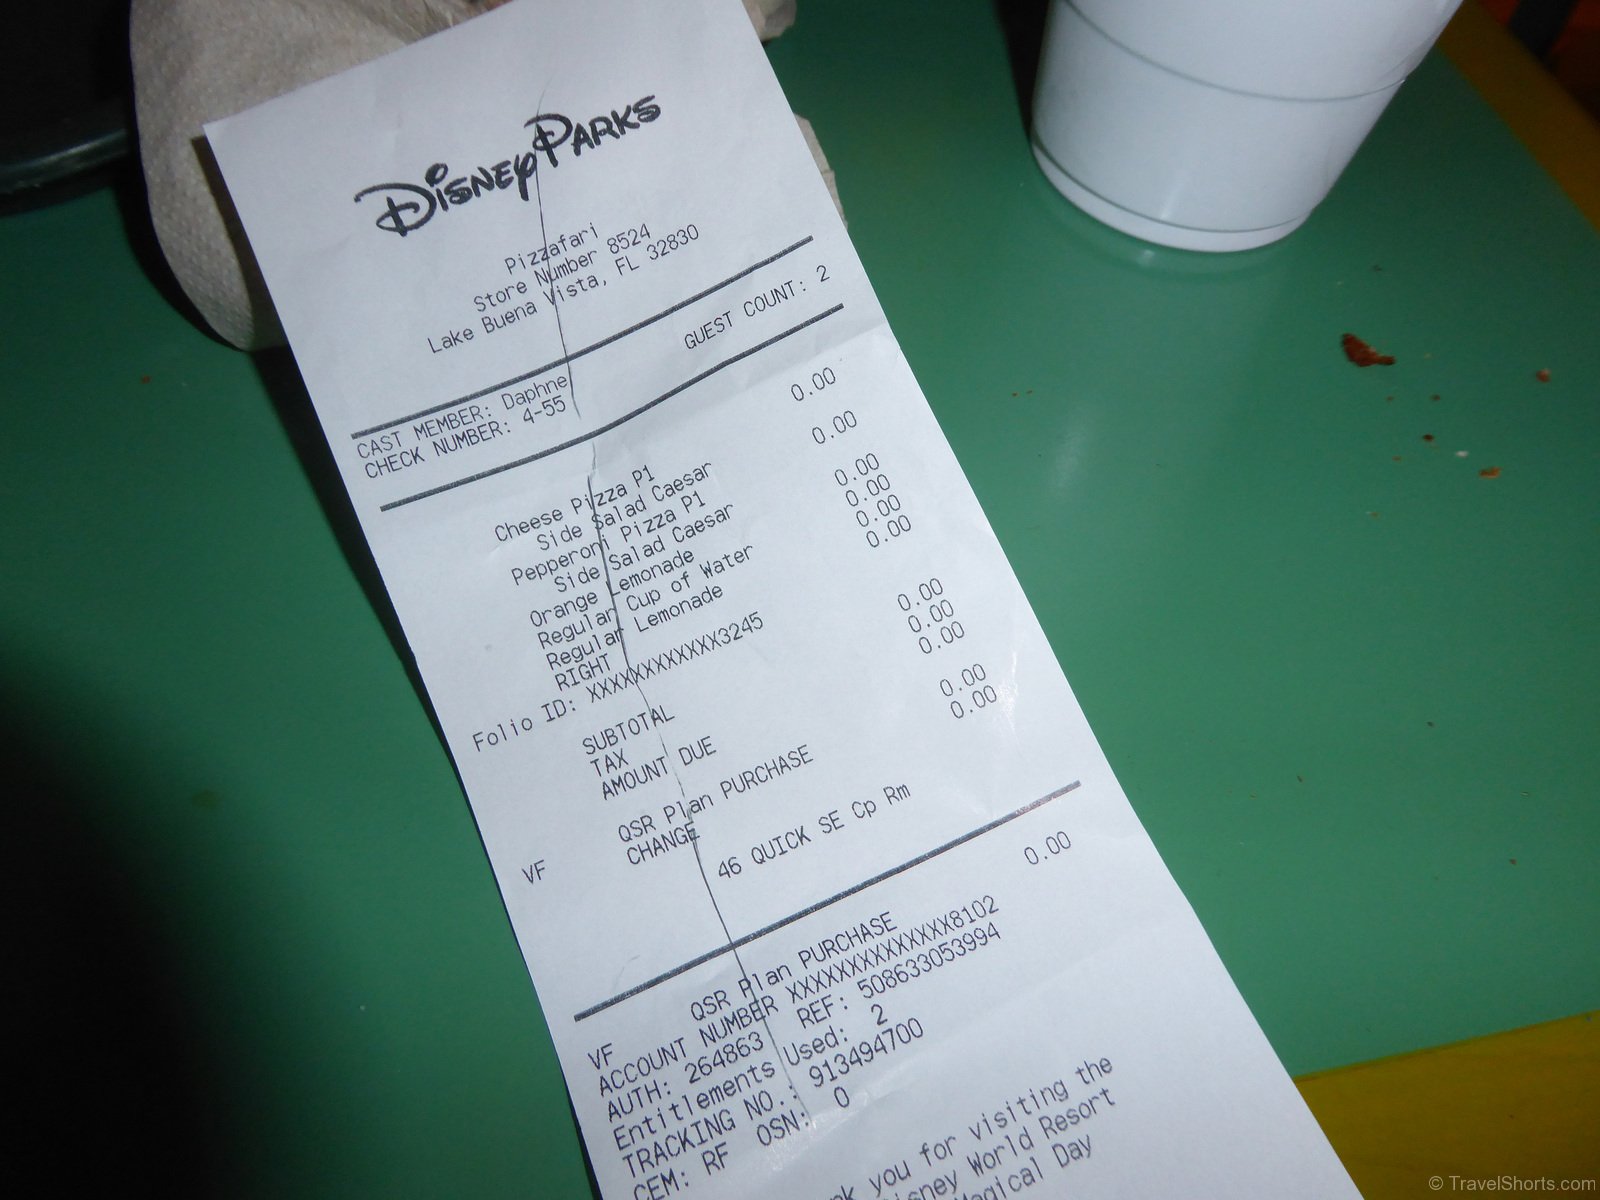 Disney Parks
Pizzafari
Store Number 8524
Lake Buena Vista, FL 32830
CAST MEMBER: Daphne GUEST COUNT: 2
CHECK NUMBER: 4-55
Cheese Pizza P1 0.00
Side Salad Caesar
Pepperoni Pizza P1 0.00
Side Salad Caesar
Orange Lemonade 0.00
Regular Cup of Water 0.00
Regular Lemonade 0.00
RIGHT 0.00
Folio ID: XXXXXXXXXXXX3245
SUBTOTAL 0.00
TAX 0.00
AMOUNT DUE 0.00
QSR Plan PURCHASE 0.00
CHANGE 0.00
VF 46 QUICK SE Cp Rm
QSR Plan PURCHASE 0.00
VF
ACCOUNT NUMBER XXXXXXXXXXXXXX8102
AUTH: 264863 REF: 508633053994
Entitlements Used: 2
TRACKING NO.: 913494700
CEM: RF OSN: 0
you for visiting the
World Resort
Day
© TravelShorts.com